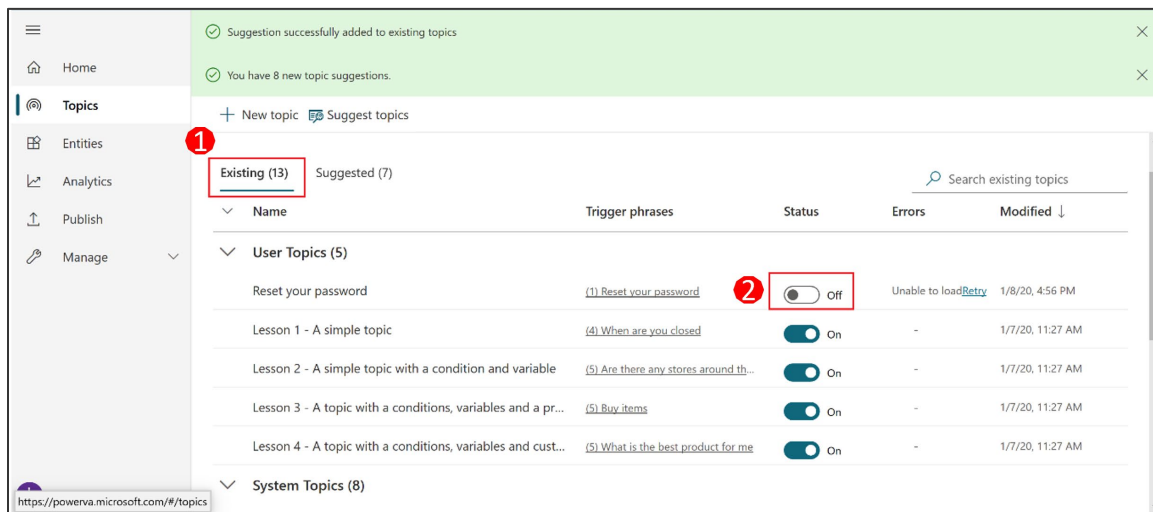 Suggestion successfully added to existing topics
Home
You have 8 new topic suggestions.
Topics
New topic
Suggest topics
Entities
1
Existing (13)
Suggested (7)
Search existing topics
Analytics
Name
Trigger phrases
Status
Errors
Modified ↓
Publish
Manage
User Topics (5)
Reset your password
(1) Reset your password
2
Off
Unable to loadRetry
1/8/20, 4:56 PM
Lesson 1 - A simple topic
(4) When are you closed
On
-
1/7/20, 11:27 AM
Lesson 2 - A simple topic with a condition and variable
(5) Are there any stores around th...
On
-
1/7/20, 11:27 AM
Lesson 3 - A topic with a conditions, variables and a pr...
(5) Buy items
On
-
1/7/20, 11:27 AM
Lesson 4 - A topic with a conditions, variables and cust...
(5) What is the best product for me
On
-
1/7/20, 11:27 AM
System Topics (8)
https://powerva.microsoft.com/#/topics